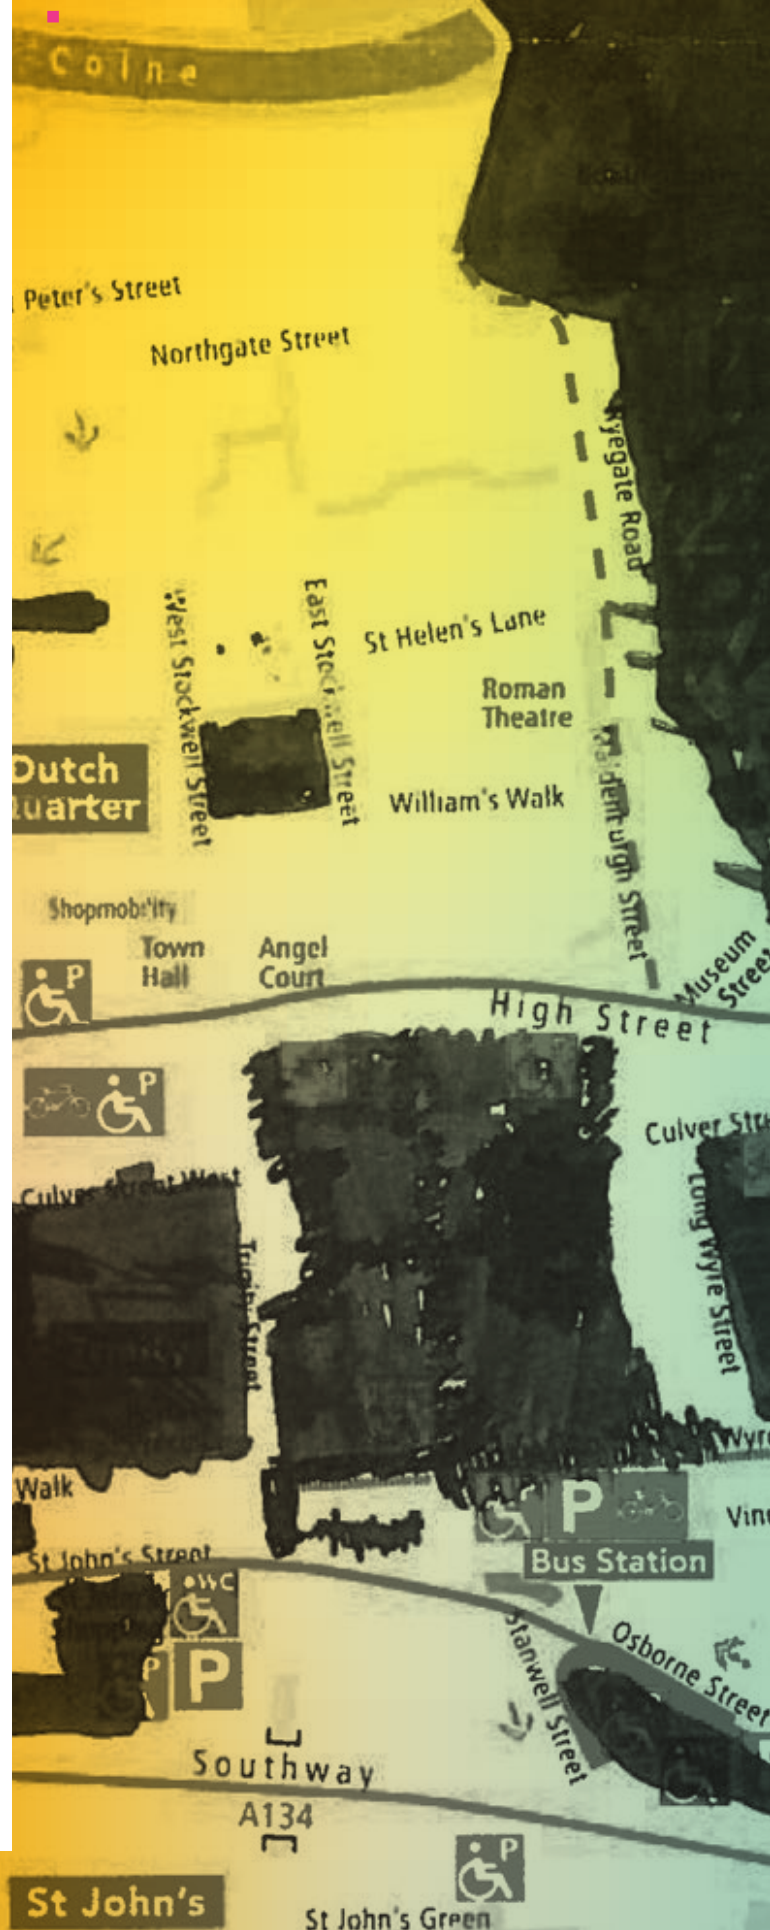 Colne
Peter's Street
Northgate Street
Ryegate Road
West Stockwell Street
East Stockwell Street
St Helen's Lane
Roman
Theatre
Dutch
Quarter
William's Walk
Maidenburgh Street
Shopmobility
Town
Hall
Angel
Court
Museum
Street
P
High Street
P
Culver Stre
Culver Street West
Long Wyre Street
Trinity Street
Wyre
Walk
P
Vine
St John's Street
Bus Station
WC
P
P
Stanwell Street
Osborne Street
Southway
A134
P
St John's
St John's Green